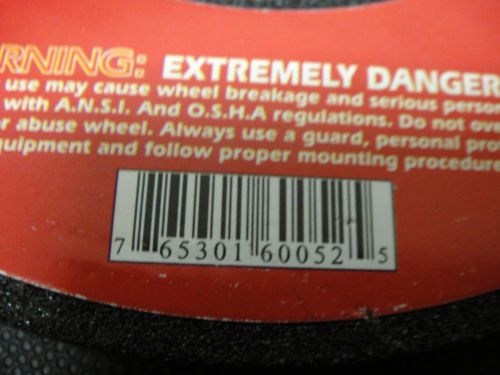 RNING: EXTREMELY DANGER
use may cause wheel breakage and serious perso
with A.N.S.I. And O.S.H.A regulations. Do not ov
r abuse wheel. Always use a guard, personal pro
quipment and follow proper mounting procedure
7 65301 60052 5